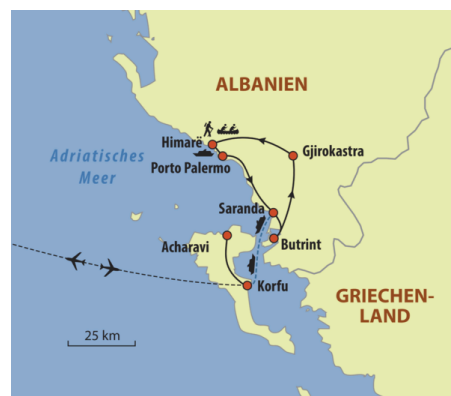 ALBANIEN
Himarë
Porto Palermo
Gjirokastra
Adriatisches
Meer
Saranda
Acharavi
Butrint
Korfu
GRIECHEN-
LAND
25 km